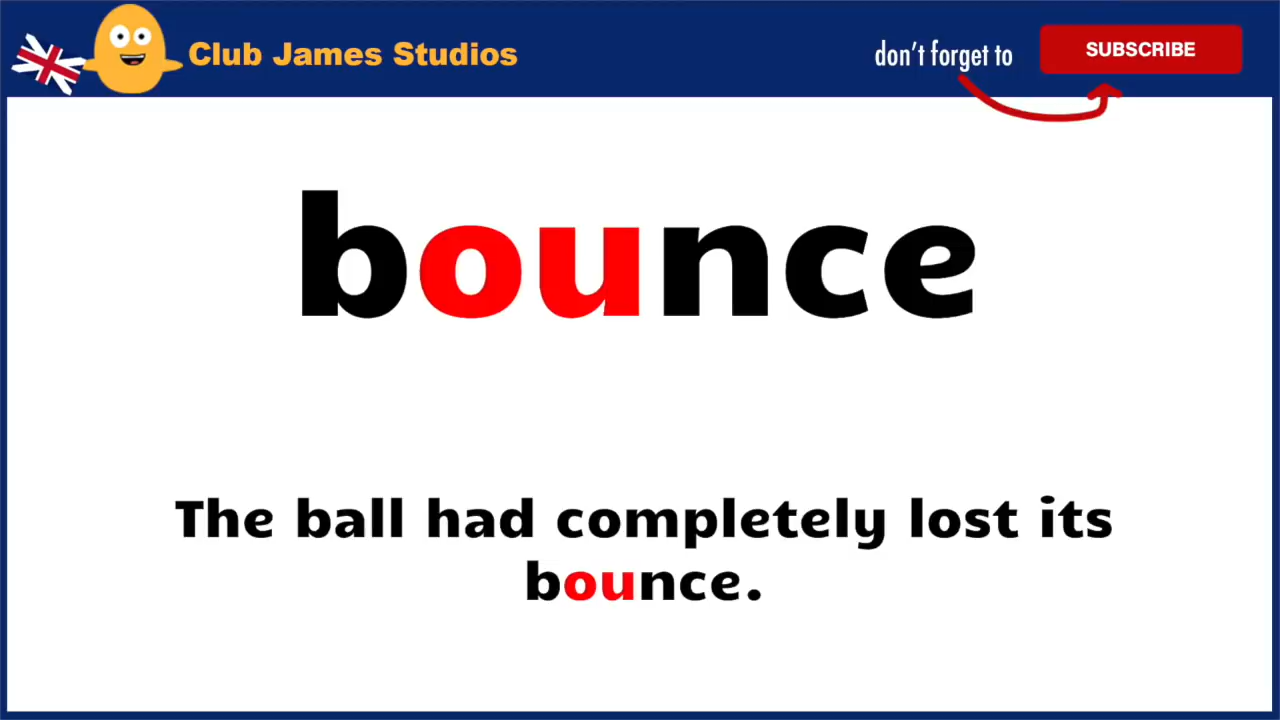 Club James Studios
don't forget to
SUBSCRIBE
bounce
The ball had completely lost its
bounce.